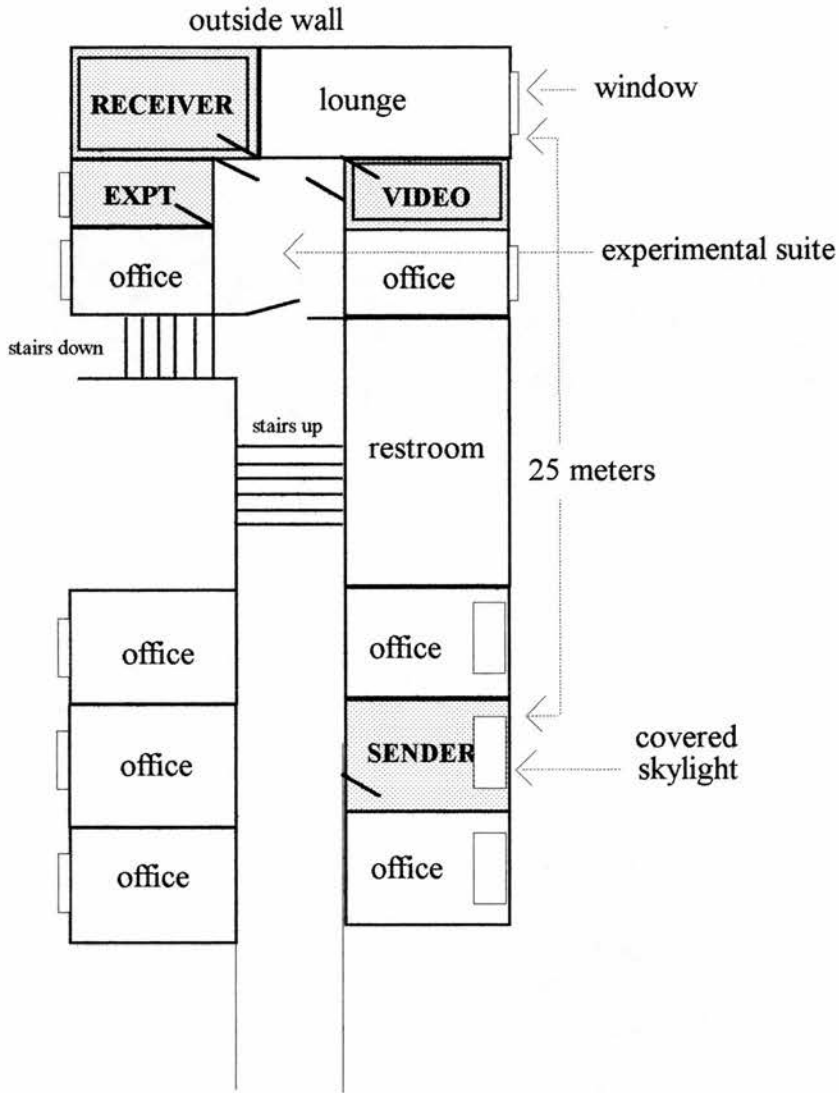 outside wall
RECEIVER
lounge
window
EXPT
VIDEO
office
office
experimental suite
stairs down
stairs up
restroom
25 meters
office
office
office
SENDER
covered
skylight
office
office